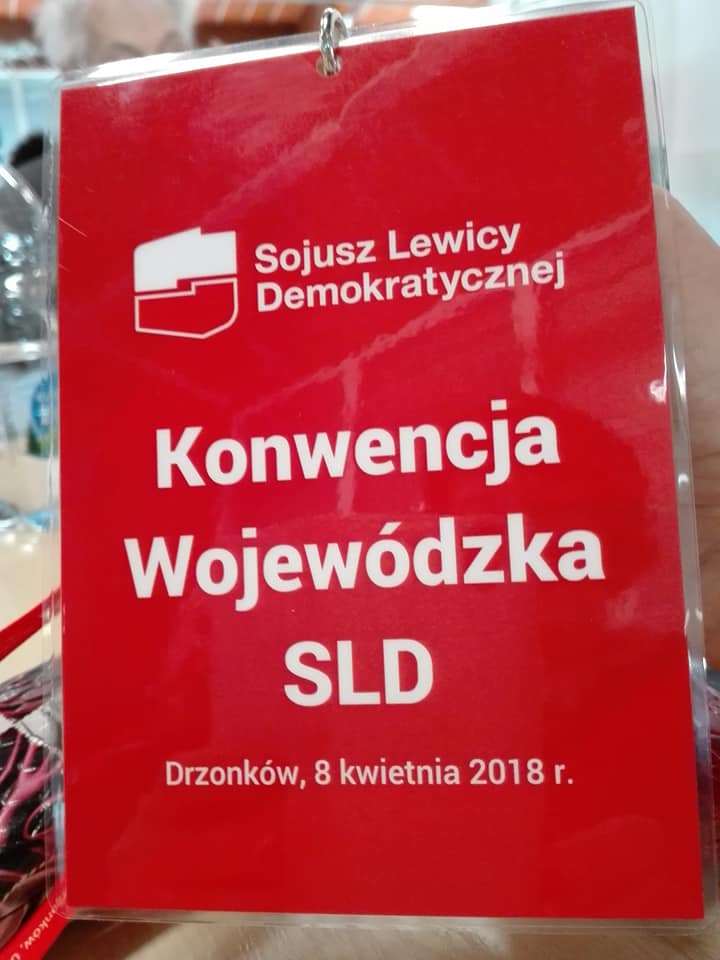 Sojusz Lewicy
Demokratycznej
Konwencja
Wojewódzka
SLD
Drzonków, 8 kwietnia 2018 r.